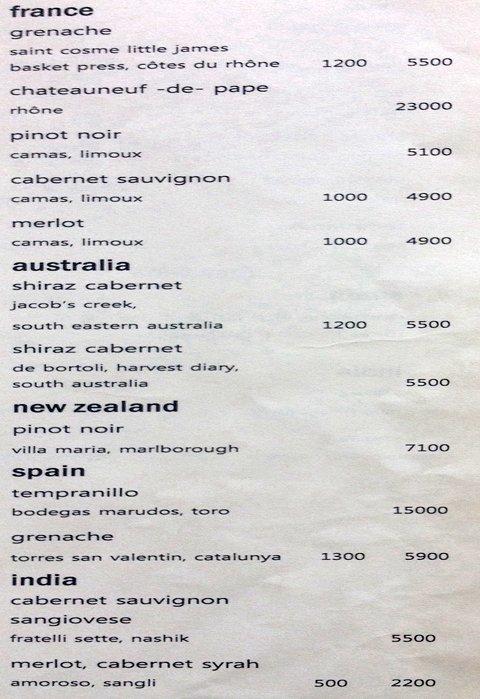 france
grenache
saint cosme little james
basket press, côtes du rhône 1200 5500
chateauneuf -de- pape
rhône 23000
pinot noir
camas, limoux 5100
cabernet sauvignon
camas, limoux 1000 4900
merlot
camas, limoux 1000 4900
australia
shiraz cabernet
jacob's creek,
south eastern australia 1200 5500
shiraz cabernet
de bortoli, harvest diary,
south australia 5500
new zealand
pinot noir
villa maria, marlborough 7100
spain
tempranillo
bodegas marudos, toro 15000
grenache
torres san valentin, catalunya 1300 5900
india
cabernet sauvignon
sangiovese
fratelli sette, nashik 5500
merlot, cabernet syrah
amoroso, sangli 500 2200